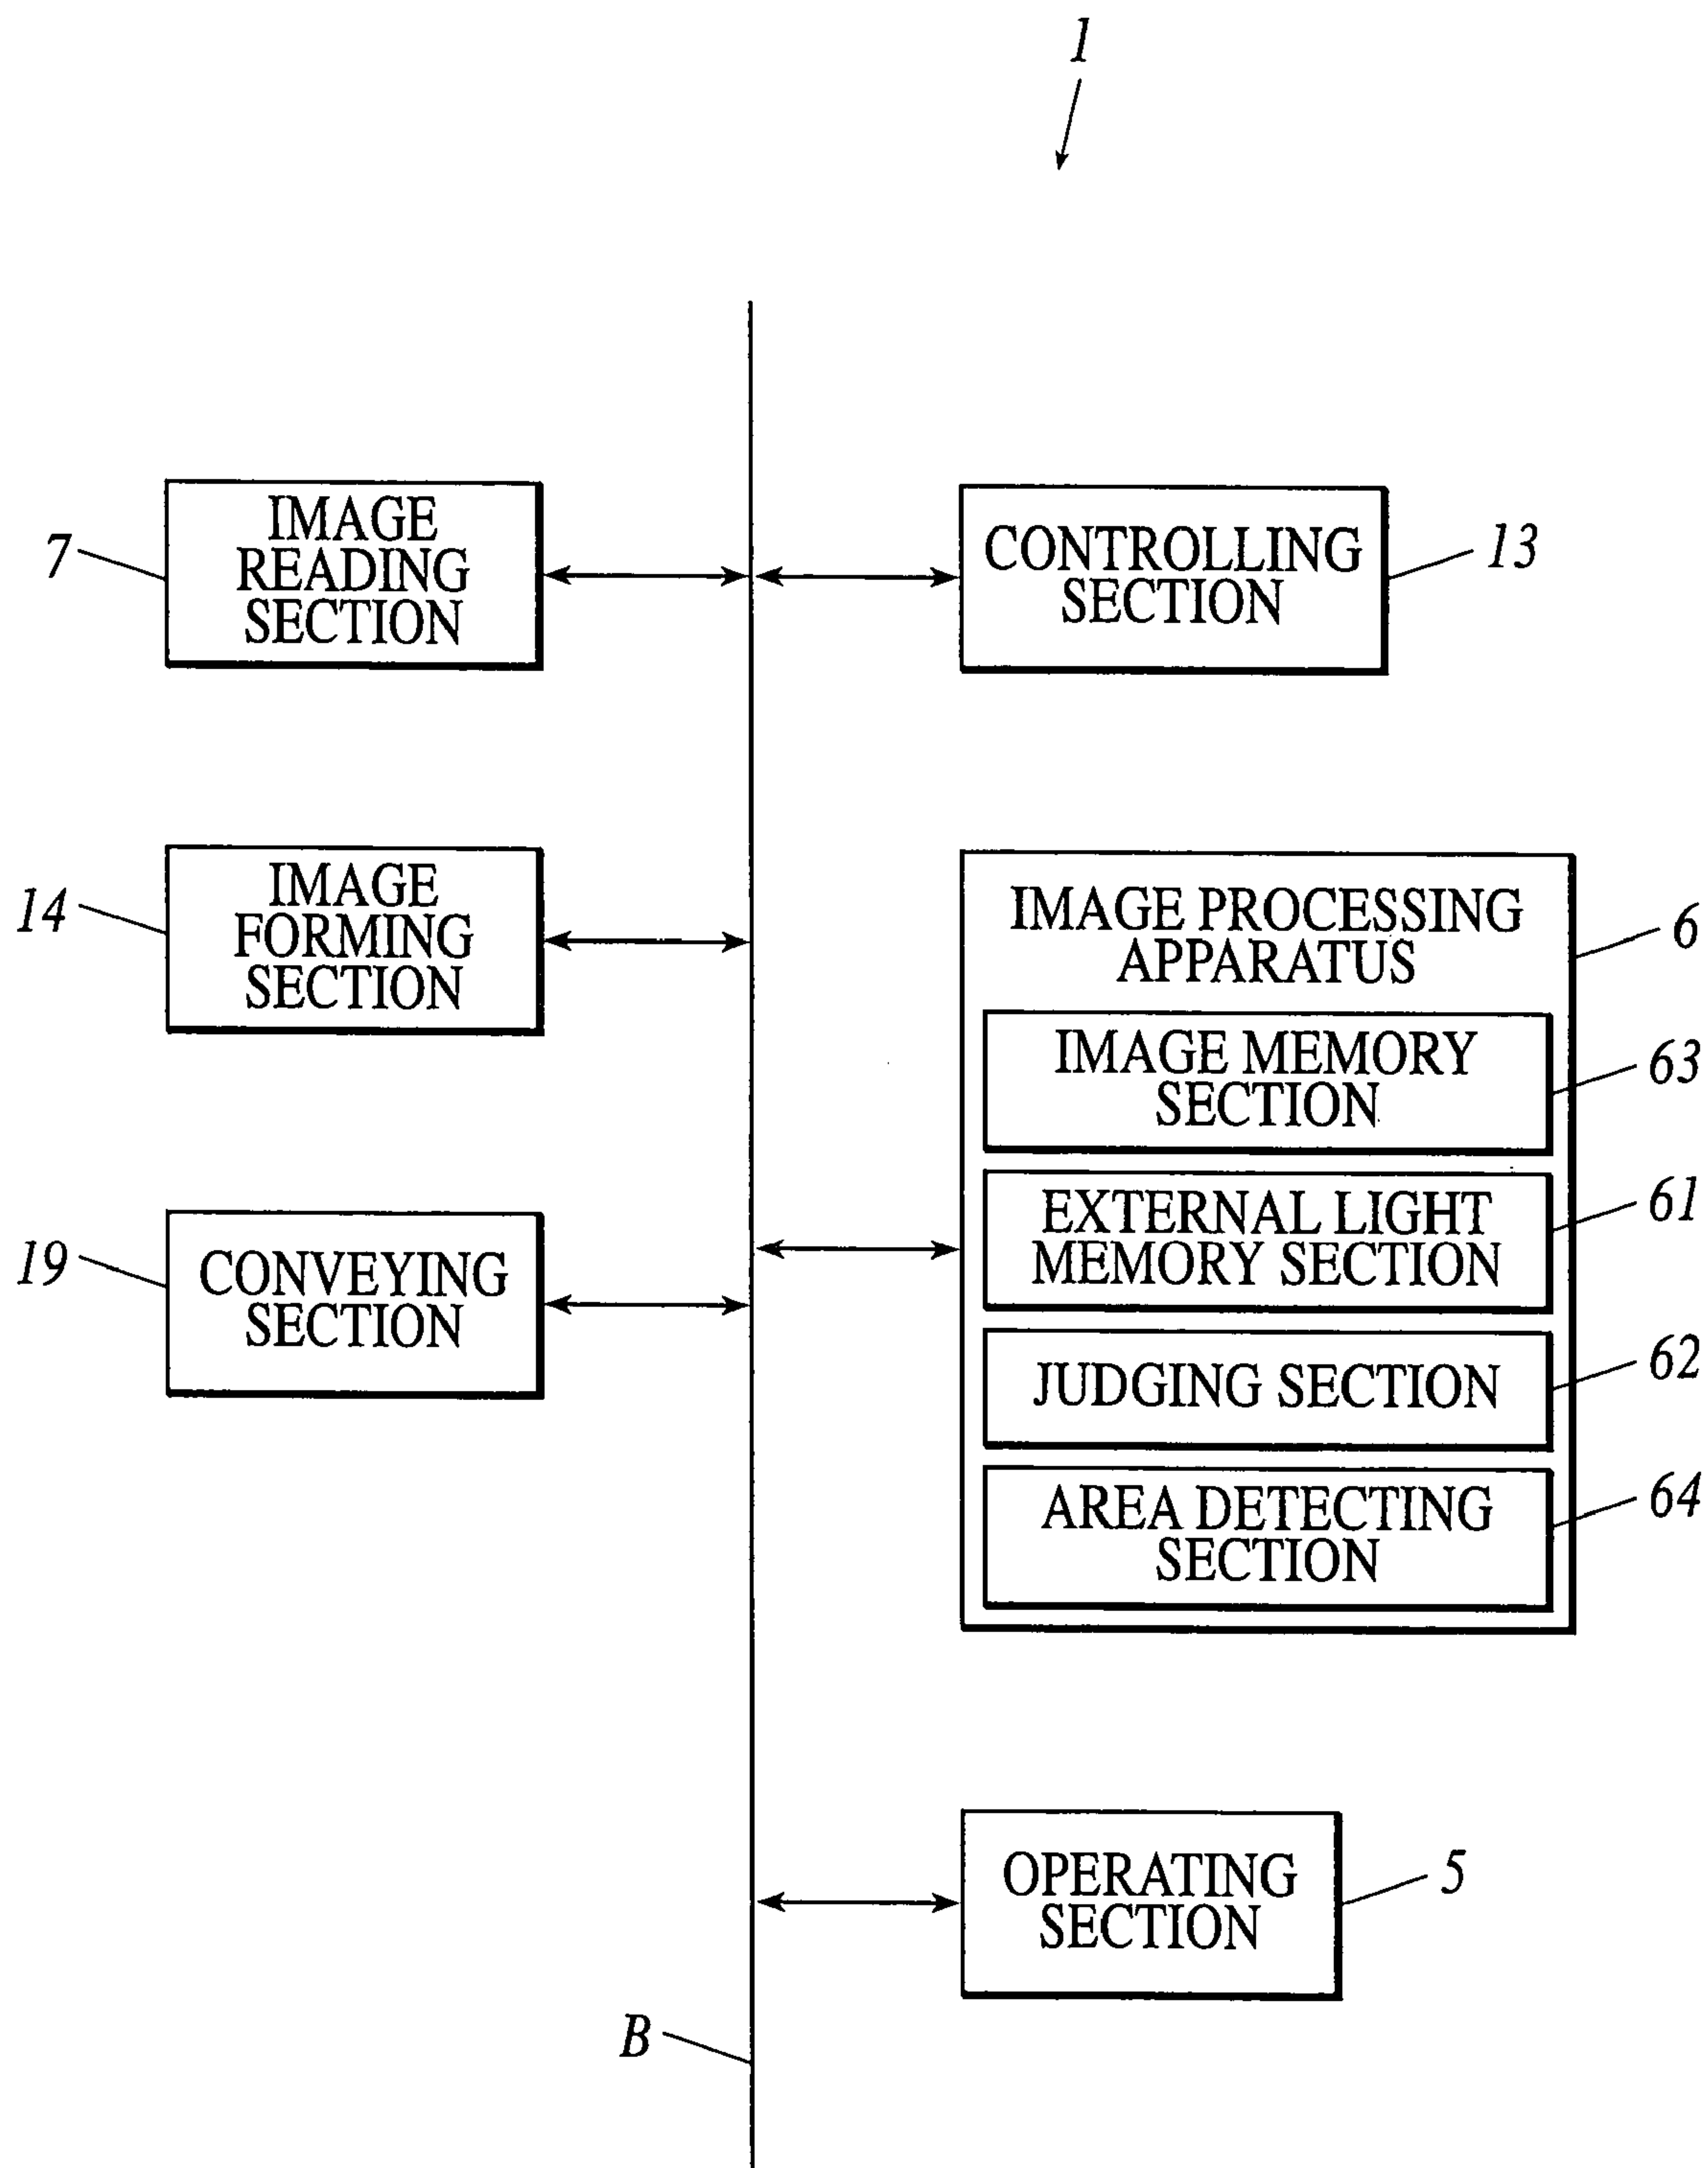 1
IMAGE
READING
SECTION
7
CONTROLLING
SECTION
13
IMAGE
FORMING
SECTION
14
IMAGE PROCESSING
APPARATUS
6
IMAGE MEMORY
SECTION
63
EXTERNAL LIGHT
MEMORY SECTION
61
CONVEYING
SECTION
19
JUDGING SECTION
62
AREA DETECTING
SECTION
64
OPERATING
SECTION
5
B